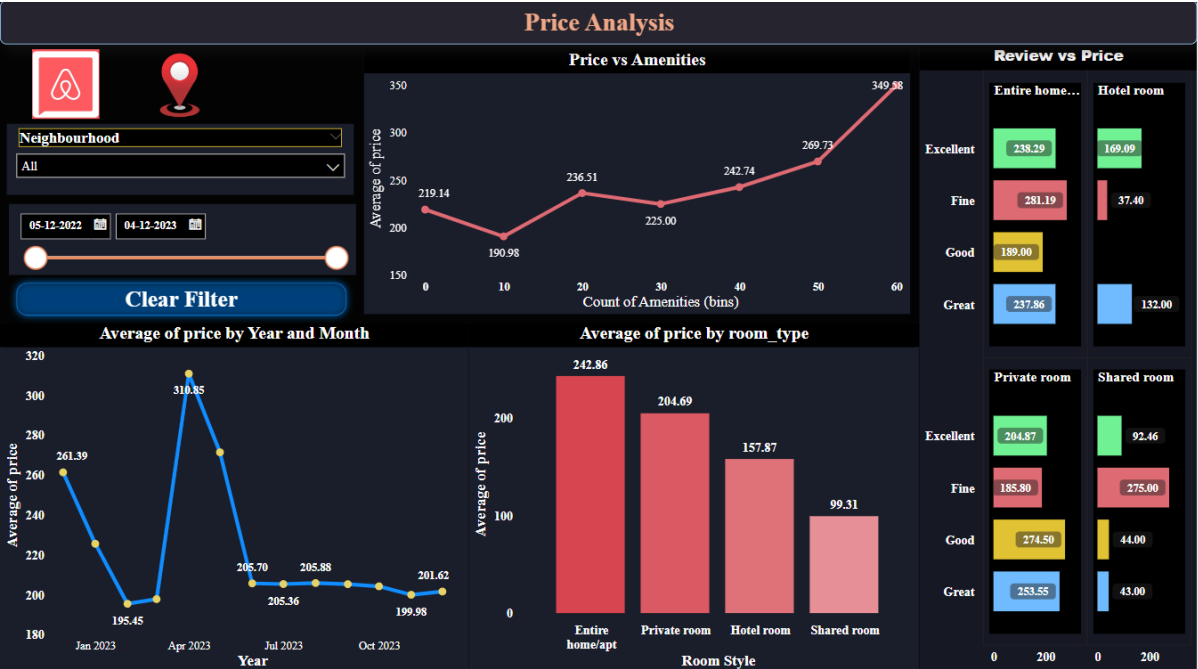 Price Analysis
Neighbourhood
All
05-12-2022
04-12-2023
Clear Filter
Price vs Amenities
Average of price
350
300
250
200
150
219.14
190.98
236.51
225.00
242.74
269.73
349.58
0 10 20 30 40 50 60
Count of Amenities (bins)
Review vs Price
Entire home... Hotel room
Excellent 238.29 169.09
Fine 281.19 37.40
Good 189.00
Great 237.86 132.00
Private room Shared room
Excellent 204.87 92.46
Fine 185.80 275.00
Good 274.50 44.00
Great 253.55 43.00
0 200 0 200
Average of price by Year and Month
Average of price
320
300
280
260
240
220
200
180
261.39
195.45
310.85
205.70
205.36
205.88
199.98
201.62
Jan 2023 Apr 2023 Jul 2023 Oct 2023
Year
Average of price by room_type
Average of price
200
100
0
242.86
204.69
157.87
99.31
Entire
home/apt
Private room
Hotel room
Shared room
Room Style